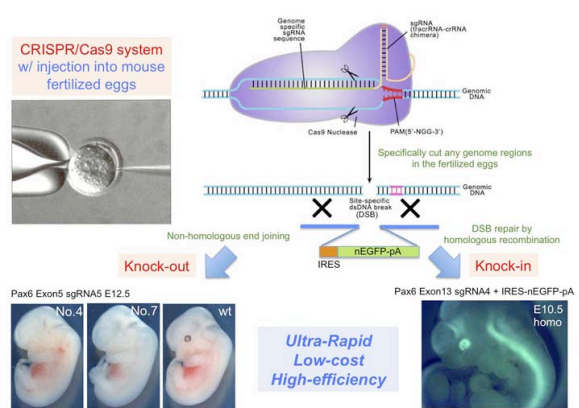 CRISPR/Cas9 system
w/ injection into mouse
fertilized eggs
Genome
specific
sgRNA
sequence
sgRNA
(tracrRNA-crRNA
chimera)
Genomic
DNA
Cas9 Nuclease
PAM(5'-NGG-3')
Specifically cut any genome regions
in the fertilized eggs
Genomic
DNA
Site-specific
dsDNA break
(DSB)
Non-homologous end joining
DSB repair by
homologous recombination
nEGFP-pA
IRES
Knock-out
Knock-in
Pax6 Exon5 sgRNA5 E12.5
Pax6 Exon13 sgRNA4 + IRES-nEGFP-pA
No.4
No.7
wt
E10.5
homo
Ultra-Rapid
Low-cost
High-efficiency